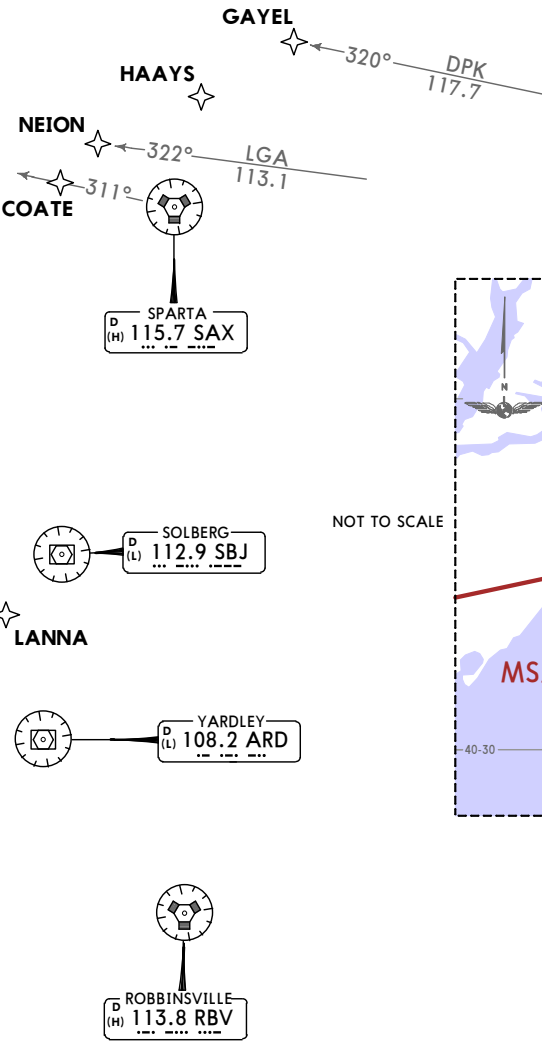 GAYEL
320°
DPK
117.7
HAAYS
NEION
322°
LGA
113.1
311°
COATE
SPARTA
D
(H) 115.7 SAX
N
NOT TO SCALE
SOLBERG
D
(L) 112.9 SBJ
LANNA
MS
YARDLEY
D
(L) 108.2 ARD
40-30
ROBBINSVILLE
D
(H) 113.8 RBV